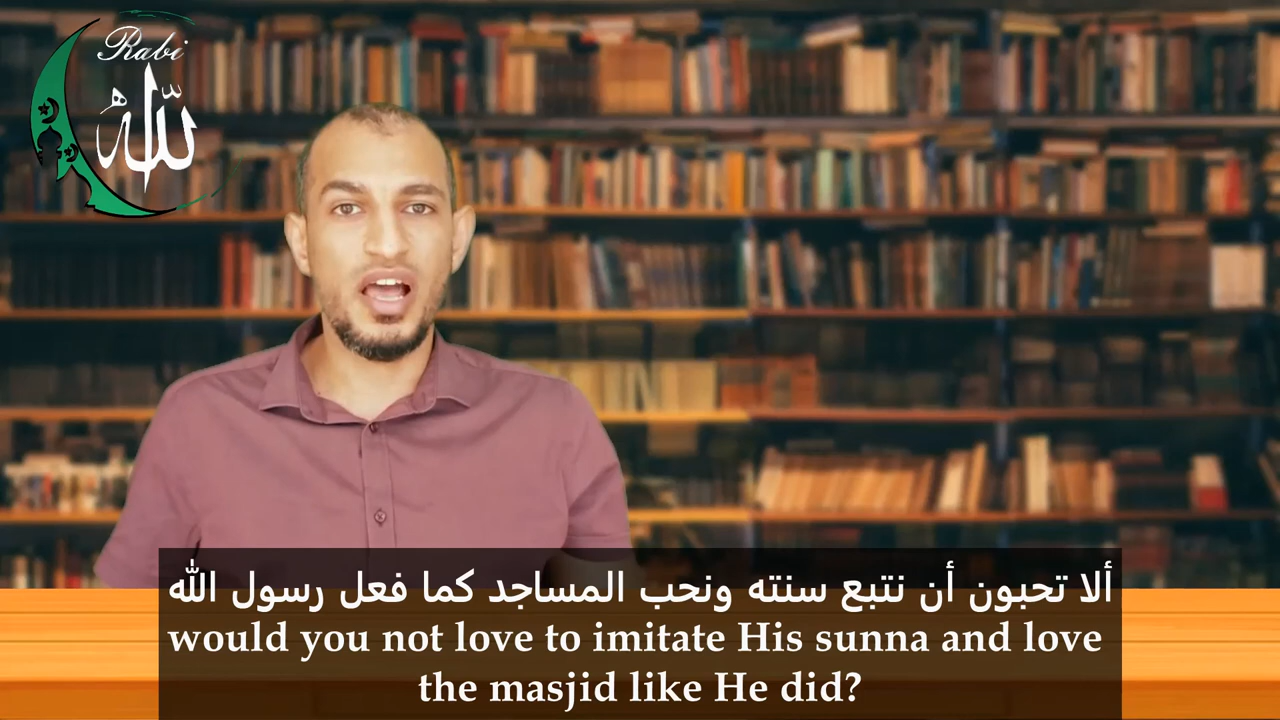 Rabi
الله
ألا تحبون أن نتبع سنته ونحب المساجد كما فعل رسول الله
would you not love to imitate His sunna and love
the masjid like He did?